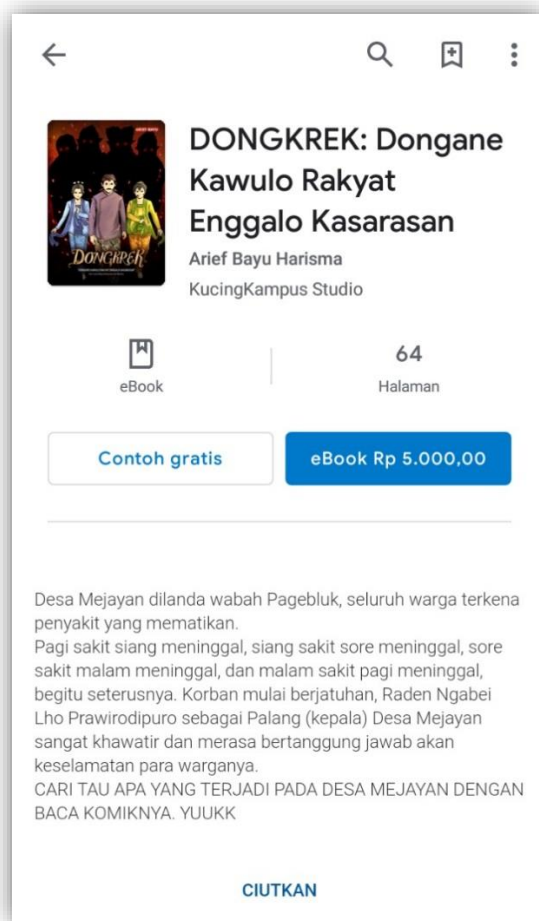 DONGKREK
DONGKREK: Dongane
Kawulo Rakyat
Enggalo Kasarasan
Arief Bayu Harisma
KucingKampus Studio
eBook
64
Halaman
Contoh gratis
eBook Rp 5.000,00
Desa Mejayan dilanda wabah Pagebluk, seluruh warga terkena
penyakit yang mematikan.
Pagi sakit siang meninggal, siang sakit sore meninggal, sore
sakit malam meninggal, dan malam sakit pagi meninggal,
begitu seterusnya. Korban mulai berjatuhan, Raden Ngabei
Lho Prawirodipuro sebagai Palang (kepala) Desa Mejayan
sangat khawatir dan merasa bertanggung jawab akan
keselamatan para warganya.
CARI TAU APA YANG TERJADI PADA DESA MEJAYAN DENGAN
BACA KOMIKNYA. YUUKK
CIUTKAN